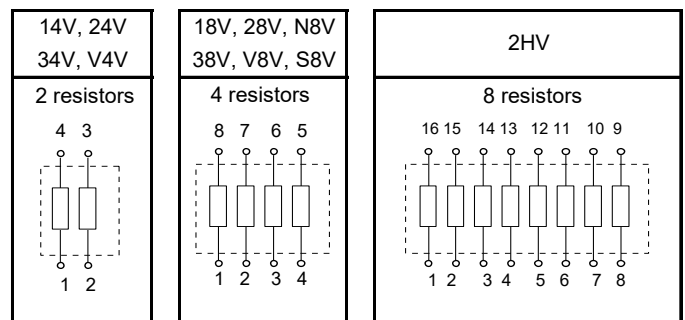 14V, 24V
34V, V4V
2 resistors
4 3
1 2
18V, 28V, N8V
38V, V8V, S8V
4 resistors
8 7 6 5
1 2 3 4
2HV
8 resistors
16 15 14 13 12 11 10 9
1 2 3 4 5 6 7 8